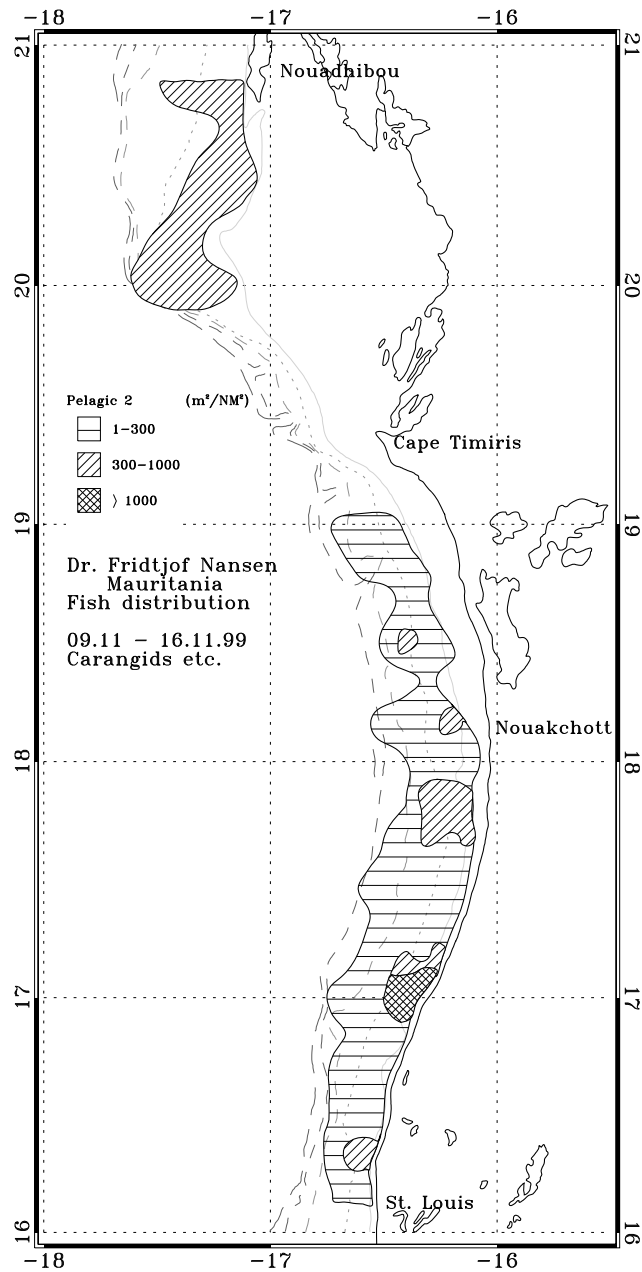 -18 -17 -16
21 21
Nouadhibou
20 20
Pelagic 2 (m²/NM²)
1-300
300-1000
> 1000
Cape Timiris
19 19
Dr. Fridtjof Nansen
Mauritania
Fish distribution
09.11 - 16.11.99
Carangids etc.
Nouakchott
18 18
17 17
St. Louis
16 16
-18 -17 -16